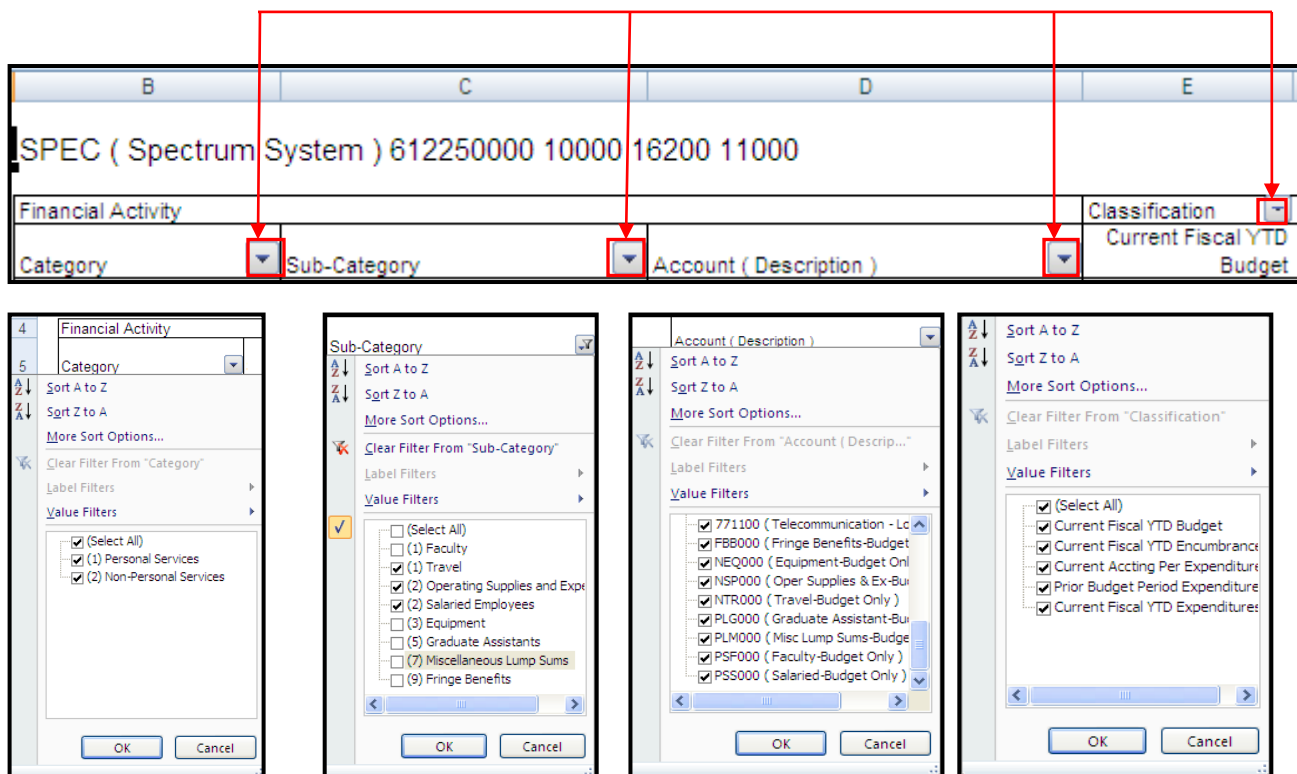 B C D E
SPEC ( Spectrum System ) 612250000 10000 16200 11000
Financial Activity Classification
Current Fiscal YTD
Category Sub-Category Account ( Description ) Budget
4 Financial Activity
5 Category
Sort A to Z
Sort Z to A
More Sort Options...
Clear Filter From "Category"
Label Filters
Value Filters
(Select All)
(1) Personal Services
(2) Non-Personal Services
OK Cancel
Sub-Category
Sort A to Z
Sort Z to A
More Sort Options...
Clear Filter From "Sub-Category"
Label Filters
Value Filters
(Select All)
(1) Faculty
(1) Travel
(2) Operating Supplies and Expe
(2) Salaried Employees
(3) Equipment
(5) Graduate Assistants
(7) Miscellaneous Lump Sums
(9) Fringe Benefits
OK Cancel
Account ( Description )
Sort A to Z
Sort Z to A
More Sort Options...
Clear Filter From "Account ( Descrip..."
Label Filters
Value Filters
771100 ( Telecommunication - Lc
FBB000 ( Fringe Benefits-Budget
NEQ000 ( Equipment-Budget Onl
NSP000 ( Oper Supplies & Ex-Bu
NTR000 ( Travel-Budget Only )
PLG000 ( Graduate Assistant-Bu
PLM000 ( Misc Lump Sums-Budge
PSF000 ( Faculty-Budget Only )
PSS000 ( Salaried-Budget Only )
OK Cancel
Sort A to Z
Sort Z to A
More Sort Options...
Clear Filter From "Classification"
Label Filters
Value Filters
(Select All)
Current Fiscal YTD Budget
Current Fiscal YTD Encumbrance
Current Accting Per Expenditure
Prior Budget Period Expenditure
Current Fiscal YTD Expenditures
OK Cancel